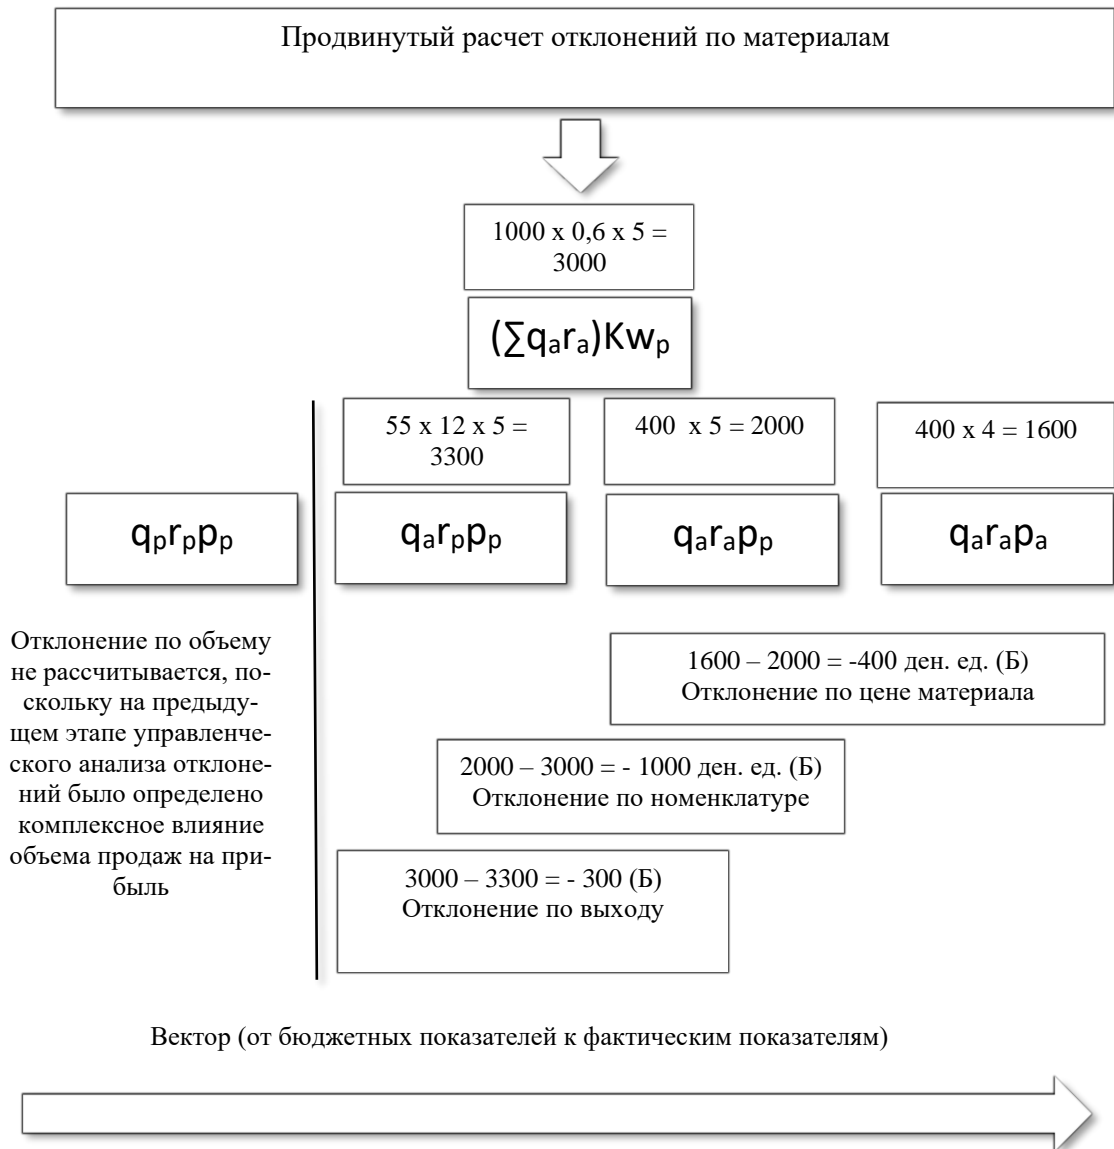 Продвинутый расчет отклонений по материалам
1000 x 0,6 x 5 =
3000
(∑qₐrₐ)Kwₚ
55 x 12 x 5 =
3300
400 x 5 = 2000
400 x 4 = 1600
qₚrₚpₚ
qₐrₚpₚ
qₐrₐpₚ
qₐrₐpₐ
Отклонение по объему
не рассчитывается, по-
скольку на предыду-
щем этапе управленче-
ского анализа отклоне-
ний было определено
комплексное влияние
объема продаж на при-
быль
1600 – 2000 = -400 ден. ед. (Б)
Отклонение по цене материала
2000 – 3000 = - 1000 ден. ед. (Б)
Отклонение по номенклатуре
3000 – 3300 = - 300 (Б)
Отклонение по выходу
Вектор (от бюджетных показателей к фактическим показателям)